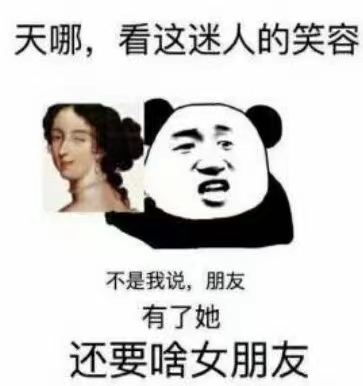 天哪，看这迷人的笑容
不是我说，朋友
有了她
还要啥女朋友